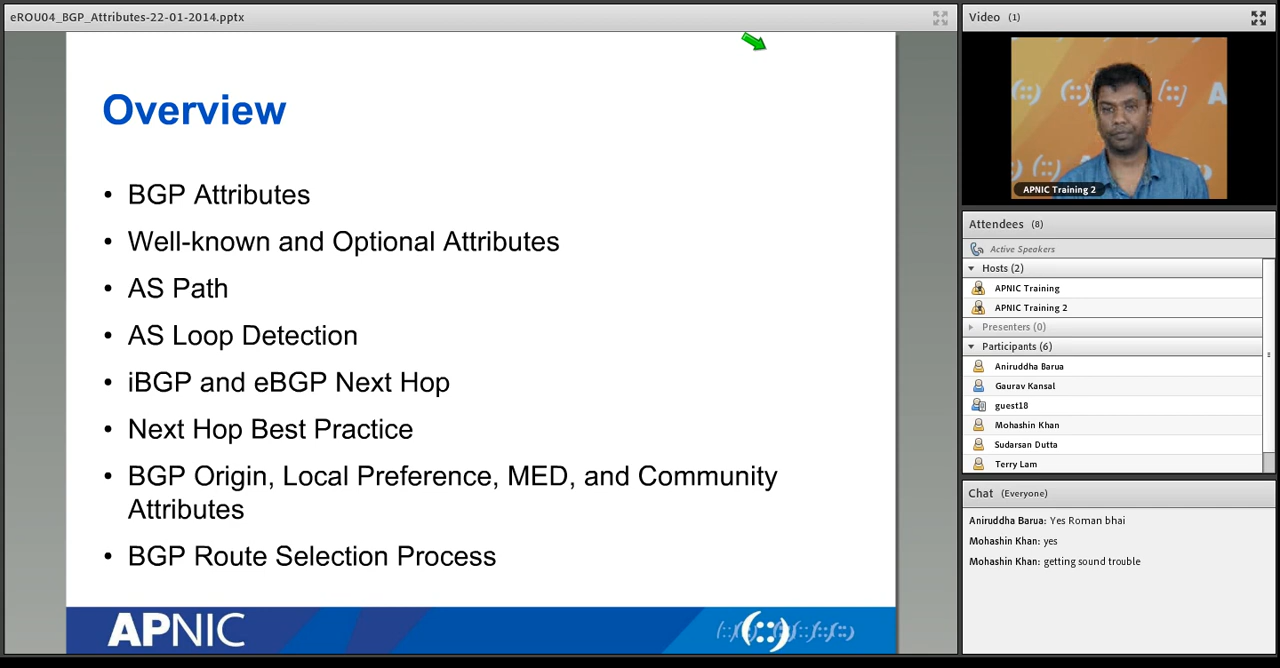 eROU04_BGP_Attributes-22-01-2014.pptx
Overview
• BGP Attributes
• Well-known and Optional Attributes
• AS Path
• AS Loop Detection
• iBGP and eBGP Next Hop
• Next Hop Best Practice
• BGP Origin, Local Preference, MED, and Community
Attributes
• BGP Route Selection Process
APNIC
(::)
Video (1)
(::)
(::)
[::]
A
(::)
APNIC Training 2
Attendees (8)
Active Speakers
Hosts (2)
APNIC Training
APNIC Training 2
Presenters (0)
Participants (6)
Aniruddha Barua
Gaurav Kansal
guest18
Mohashin Khan
Sudarsan Dutta
Terry Lam
Chat (Everyone)
Aniruddha Barua: Yes Roman bhai
Mohashin Khan: yes
Mohashin Khan: getting sound trouble